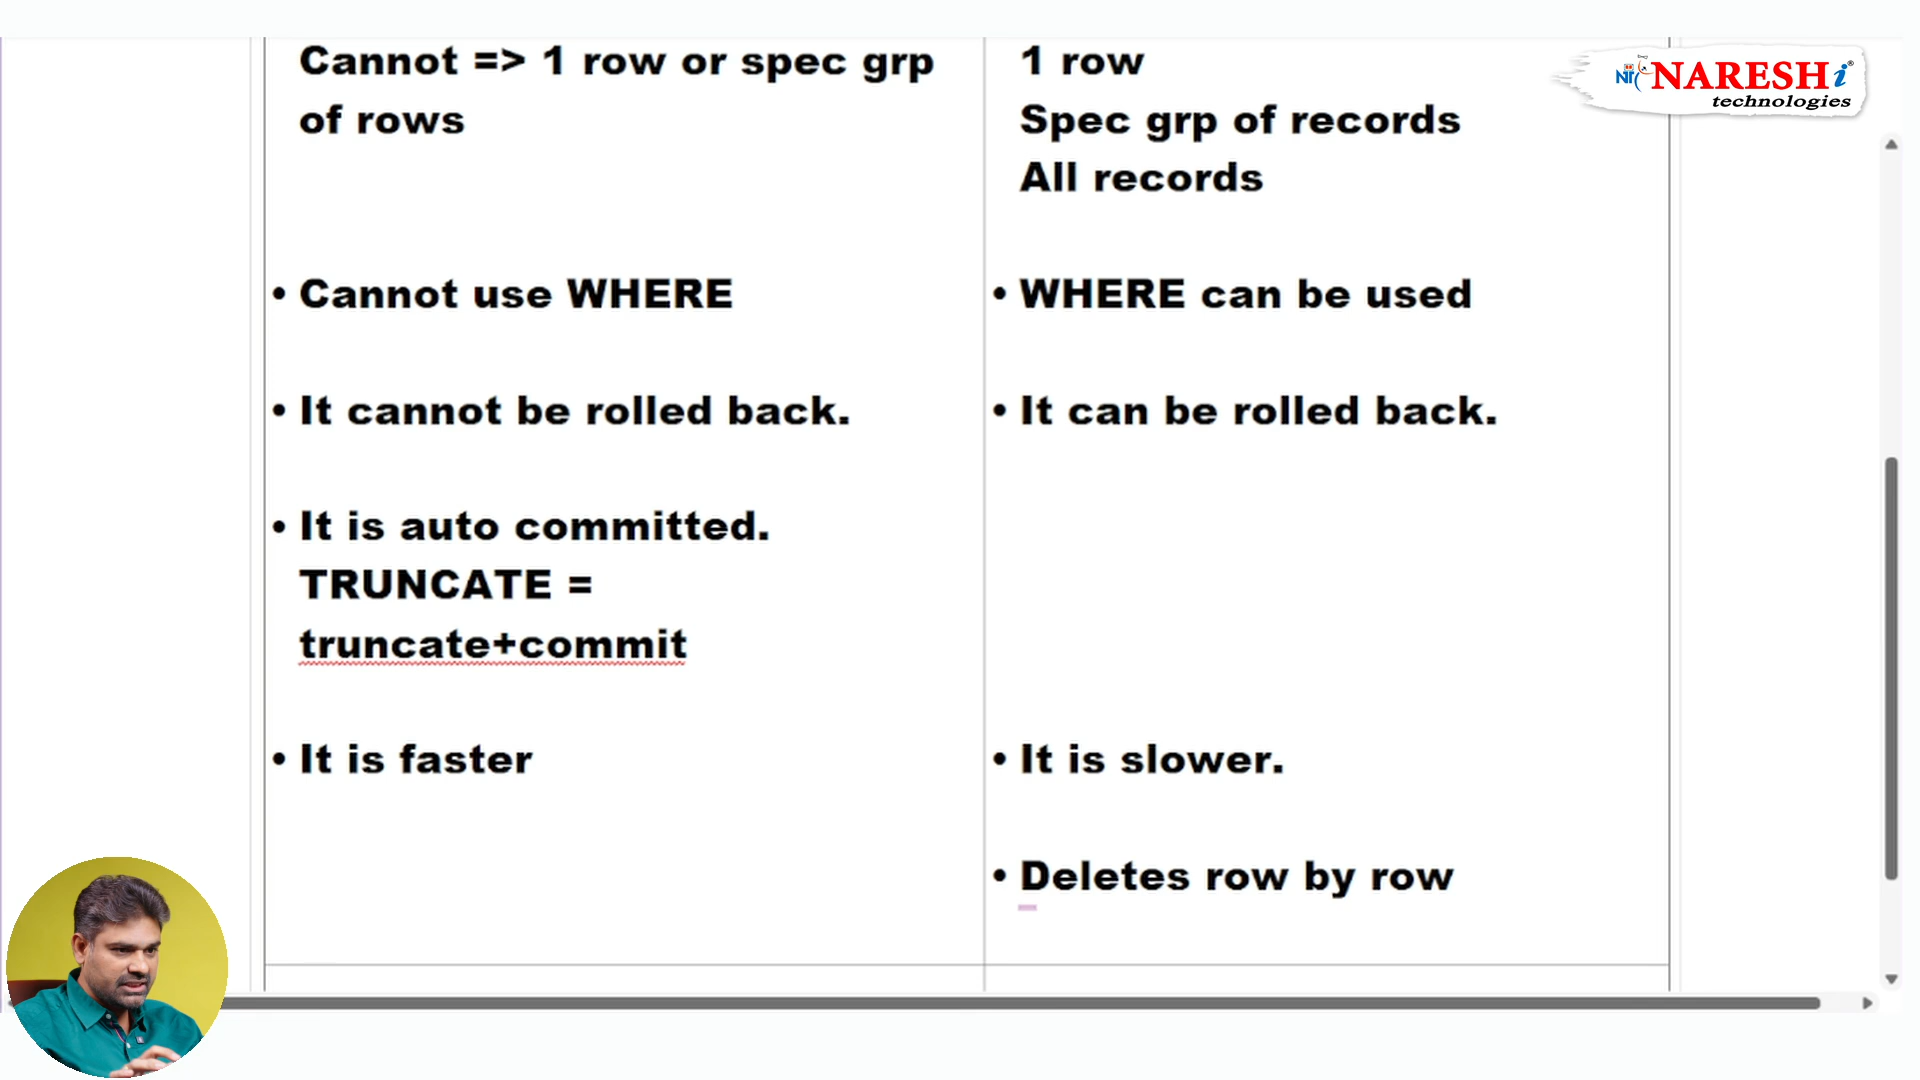 Cannot => 1 row or spec grp
of rows
• Cannot use WHERE
• It cannot be rolled back.
• It is auto committed.
TRUNCATE =
truncate+commit
• It is faster
1 row
Spec grp of records
All records
• WHERE can be used
• It can be rolled back.
• It is slower.
• Deletes row by row
NARESH i
technologies